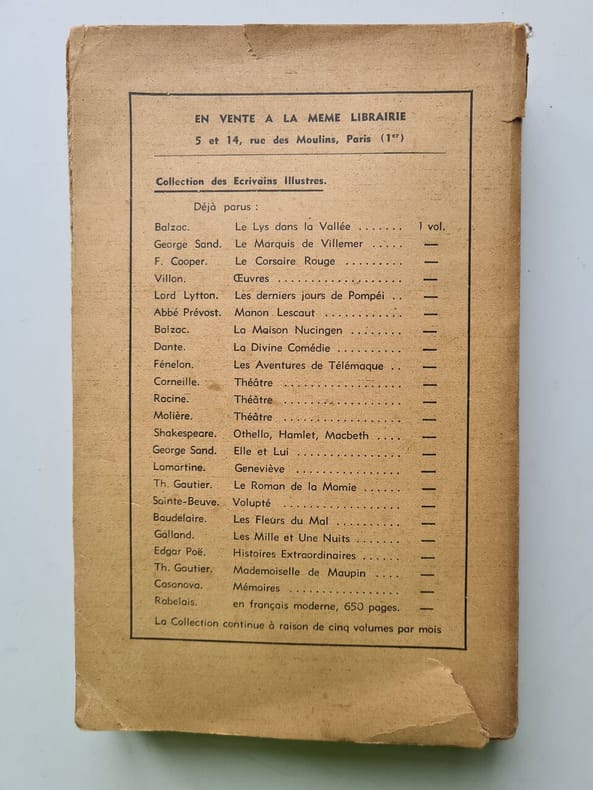 EN VENTE A LA MEME LIBRAIRIE
5 et 14, rue des Moulins, Paris (1er)
Collection des Ecrivains Illustres.
Déjà parus :
Balzac. Le Lys dans la Vallée ....... 1 vol.
George Sand. Le Marquis de Villemer ..... —
F. Cooper. Le Corsaire Rouge ......... —
Villon. Œuvres .................. —
Lord Lytton. Les derniers jours de Pompéi .. —
Abbé Prévost. Manon Lescaut ............ —
Balzac. La Maison Nucingen ........ —
Dante. La Divine Comédie .......... —
Fénelon. Les Aventures de Télémaque .. —
Corneille. Théâtre .................. —
Racine. Théâtre .................. —
Molière. Théâtre .................. —
Shakespeare. Othello, Hamlet, Macbeth .... —
George Sand. Elle et Lui ................ —
Lamartine. Geneviève ................ —
Th. Gautier. Le Roman de la Momie ...... —
Sainte-Beuve. Volupté .................. —
Baudelaire. Les Fleurs du Mal .......... —
Galland. Les Mille et Une Nuits ....... —
Edgar Poë. Histoires Extraordinaires ...... —
Th. Gautier. Mademoiselle de Maupin .... —
Casanova. Mémoires ................. —
Rabelais. en français moderne, 650 pages. —
La Collection continue à raison de cinq volumes par mois